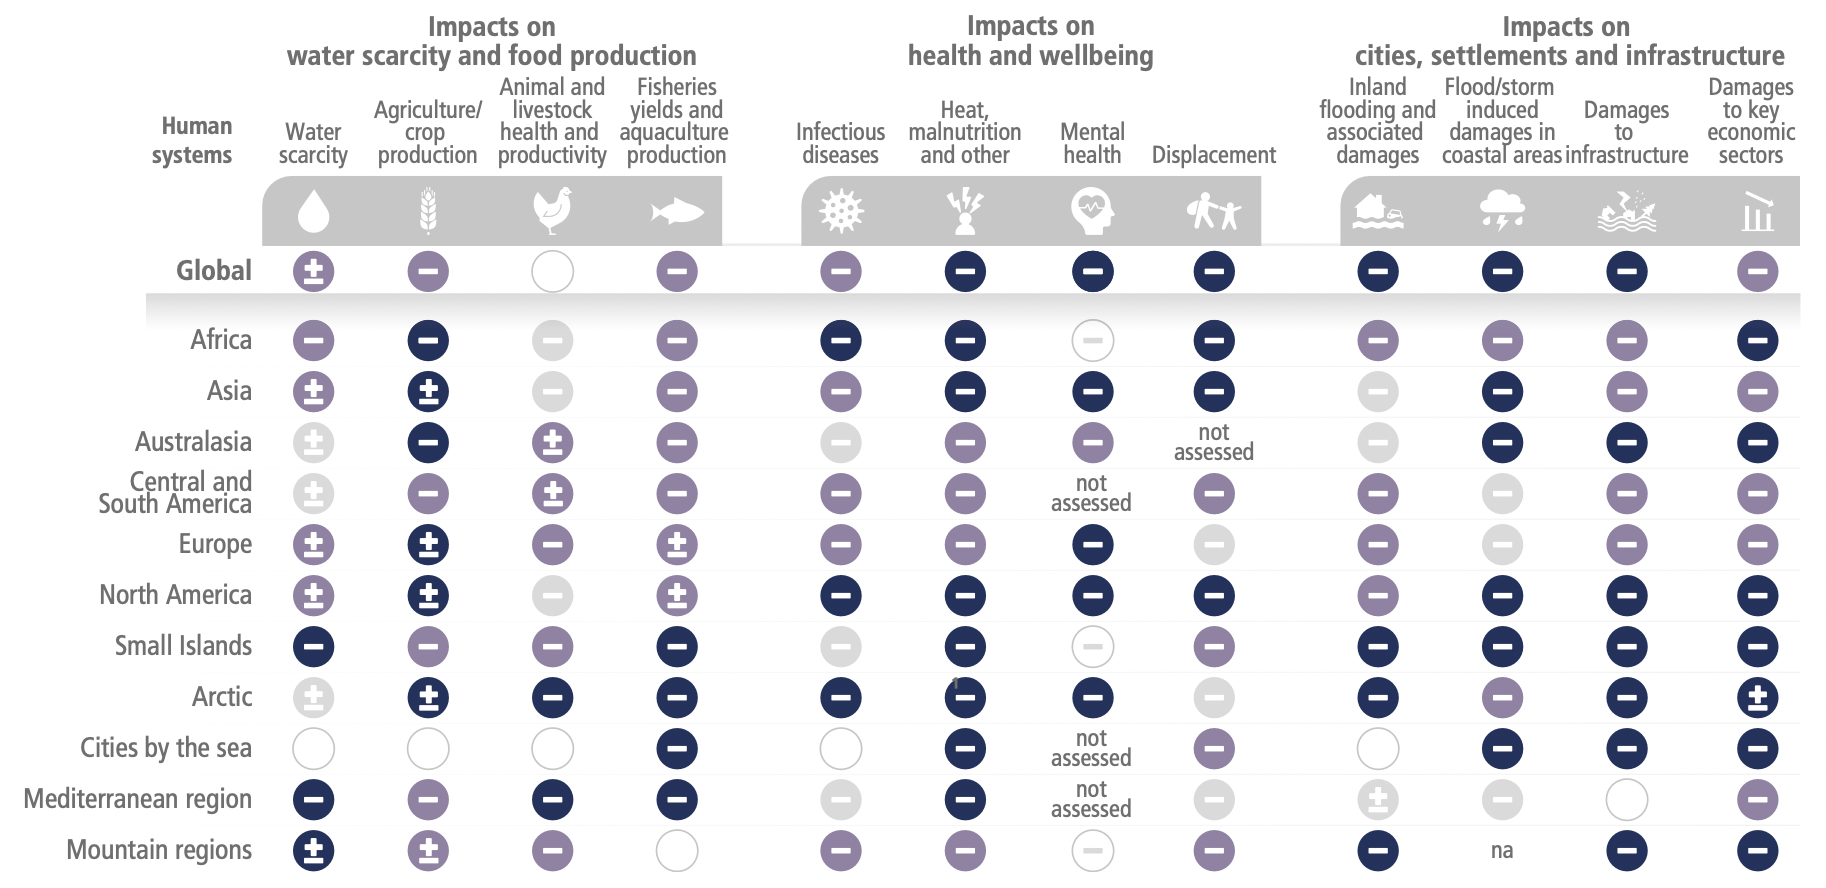 Impacts on
water scarcity and food production
Impacts on
health and wellbeing
Impacts on
cities, settlements and infrastructure
Human
systems
Water
scarcity
Agriculture/
crop
production
Animal and
livestock
health and
productivity
Fisheries
yields and
aquaculture
production
Infectious
diseases
Heat,
malnutrition
and other
Mental
health
Displacement
Inland
flooding and
associated
damages
Flood/storm
induced
damages in
coastal areas
Damages
to
infrastructure
Damages
to key
economic
sectors
Global
±
−
−
−
−
−
−
−
−
−
−
Africa
−
−
−
−
−
−
−
−
−
−
−
−
Asia
±
±
−
−
−
−
−
−
−
−
−
−
Australasia
±
−
±
−
−
−
−
not
assessed
−
−
−
−
Central and
South America
±
−
±
−
−
−
not
assessed
−
−
−
−
−
Europe
±
±
−
±
−
−
−
−
−
−
−
−
North America
±
±
−
±
−
−
−
−
−
−
−
−
Small Islands
−
−
−
−
−
−
−
−
−
−
−
−
Arctic
±
±
−
−
−
1
−
−
−
−
−
−
±
Cities by the sea
−
−
not
assessed
−
−
−
−
Mediterranean region
−
−
−
−
−
−
not
assessed
−
±
−
−
Mountain regions
±
±
−
−
−
−
−
−
na
−
−